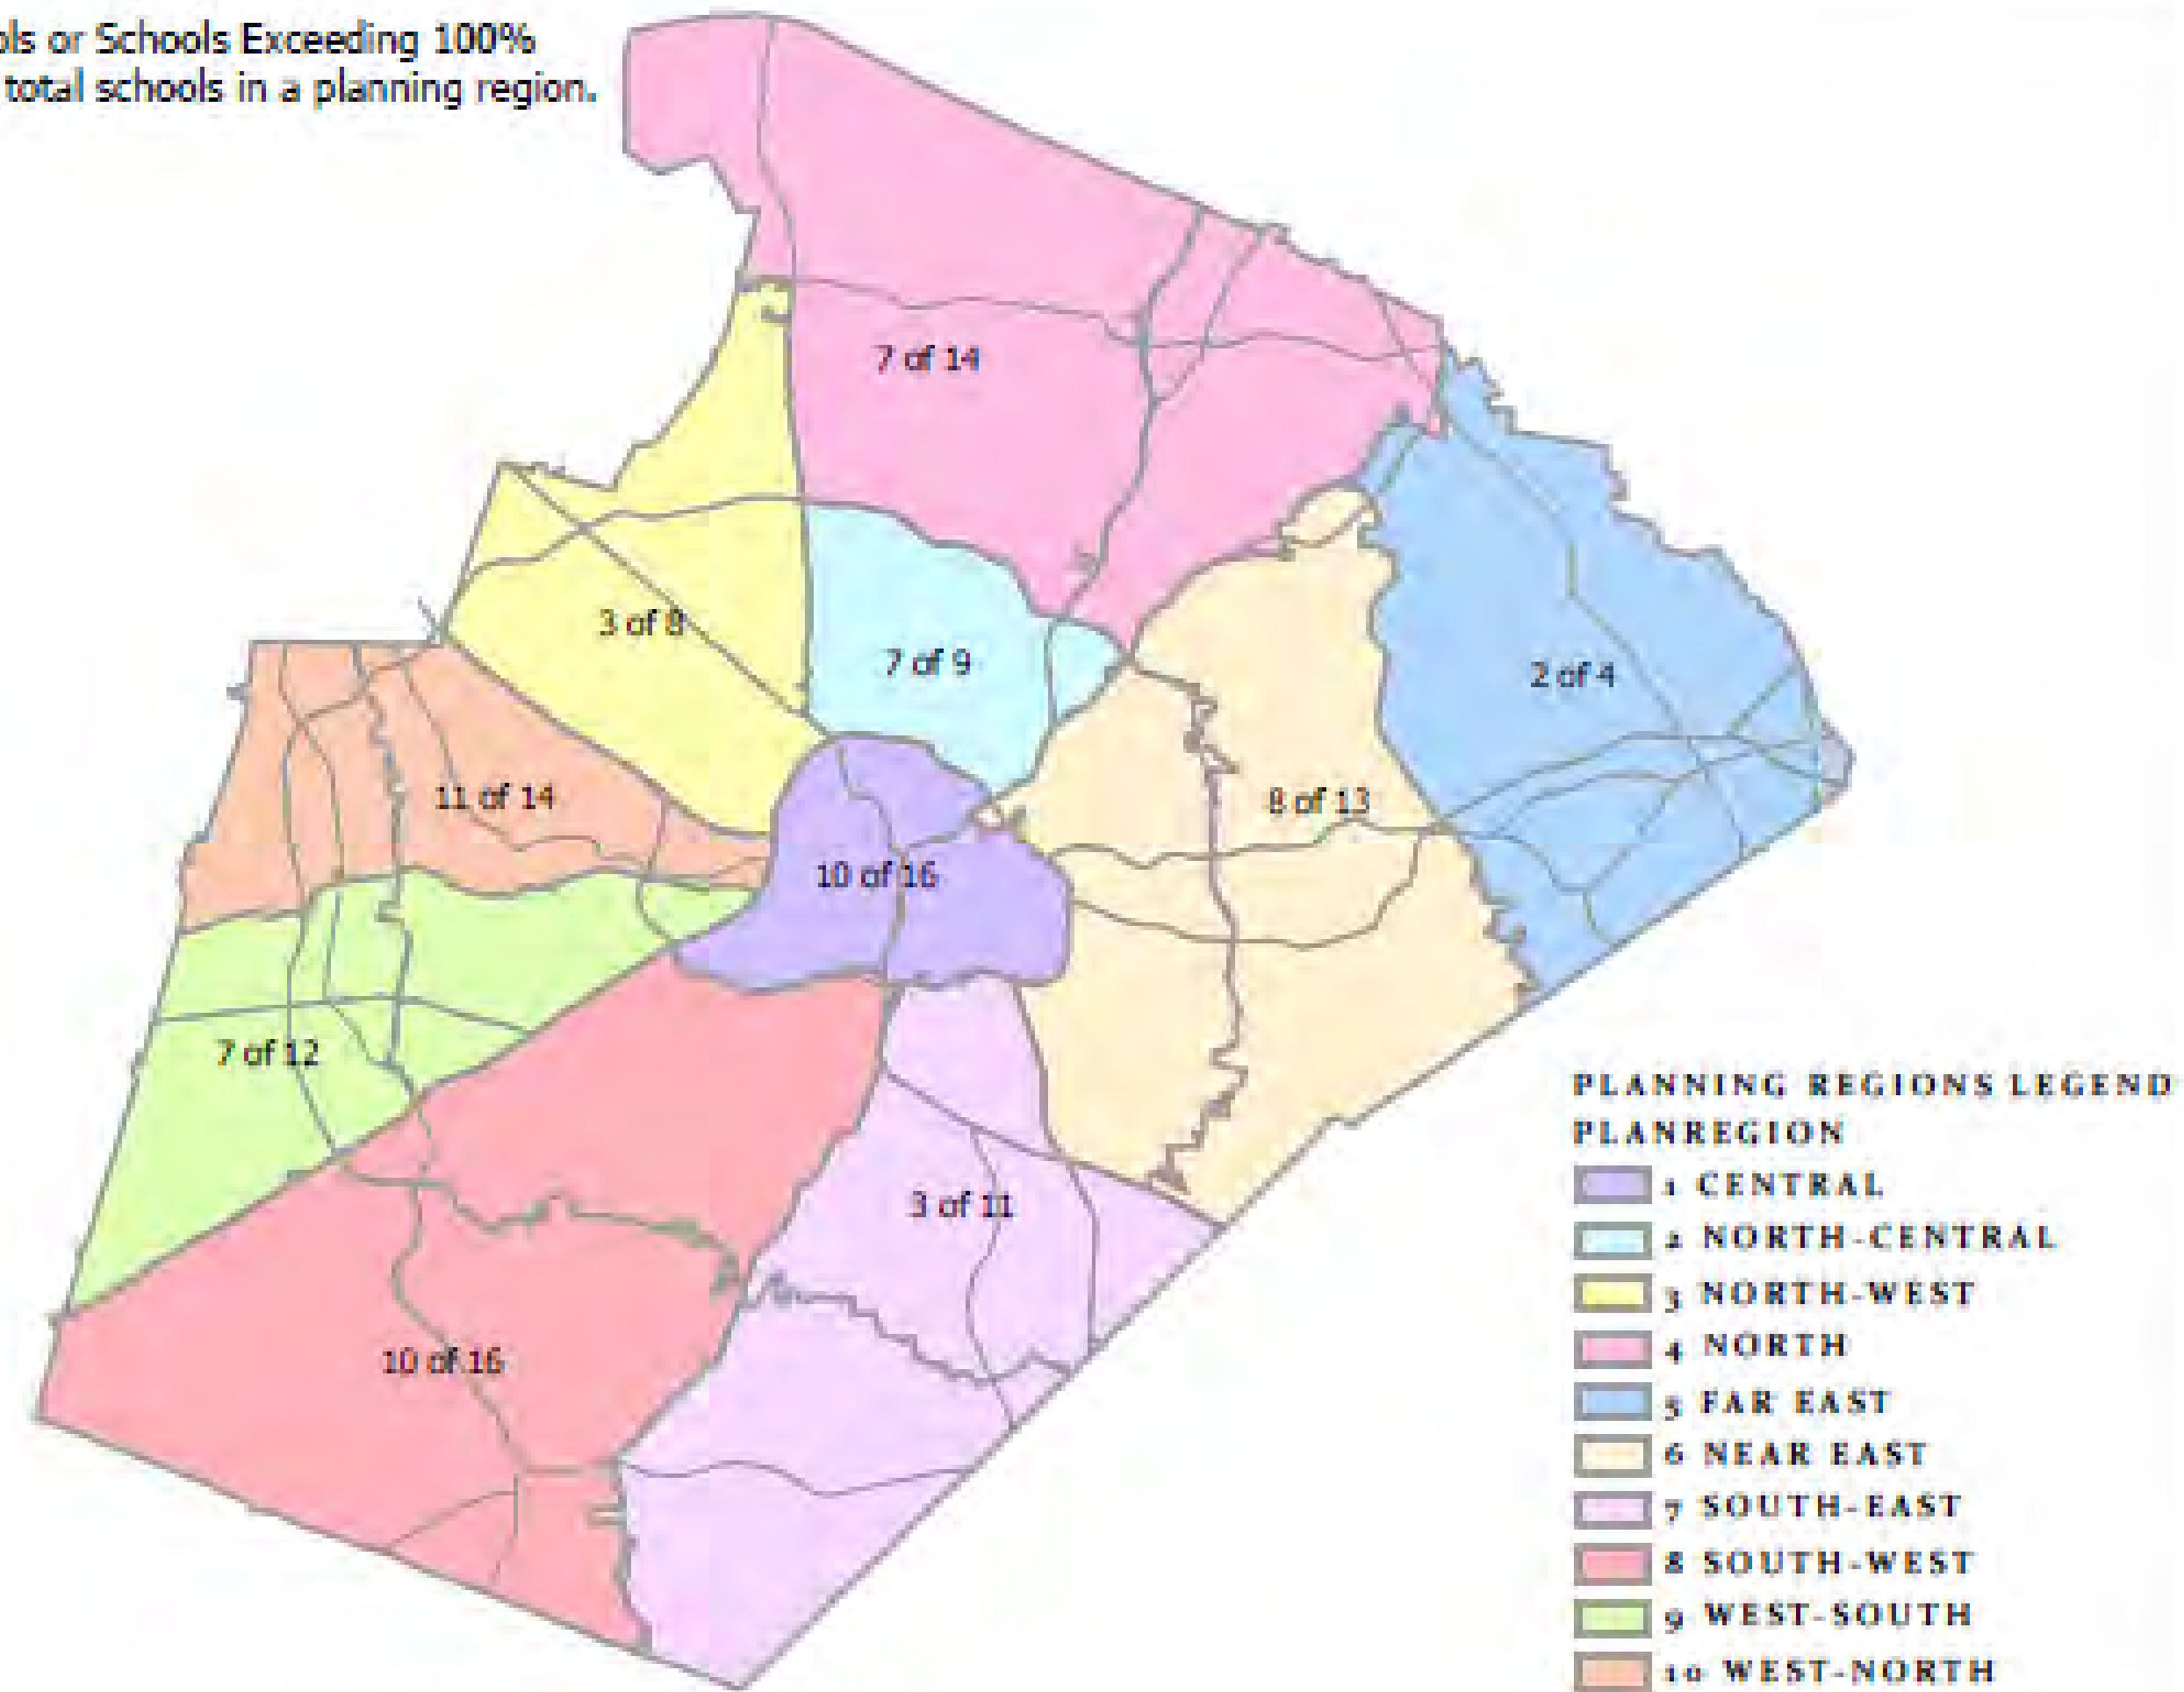 ols or Schools Exceeding 100%
total schools in a planning region.
7 of 14
3 of 8
7 of 9
2 of 4
11 of 14
8 of 13
10 of 16
7 of 12
3 of 11
10 of 16
PLANNING REGIONS LEGEND
PLANREGION
1 CENTRAL
2 NORTH-CENTRAL
3 NORTH-WEST
4 NORTH
5 FAR EAST
6 NEAR EAST
7 SOUTH-EAST
8 SOUTH-WEST
9 WEST-SOUTH
10 WEST-NORTH